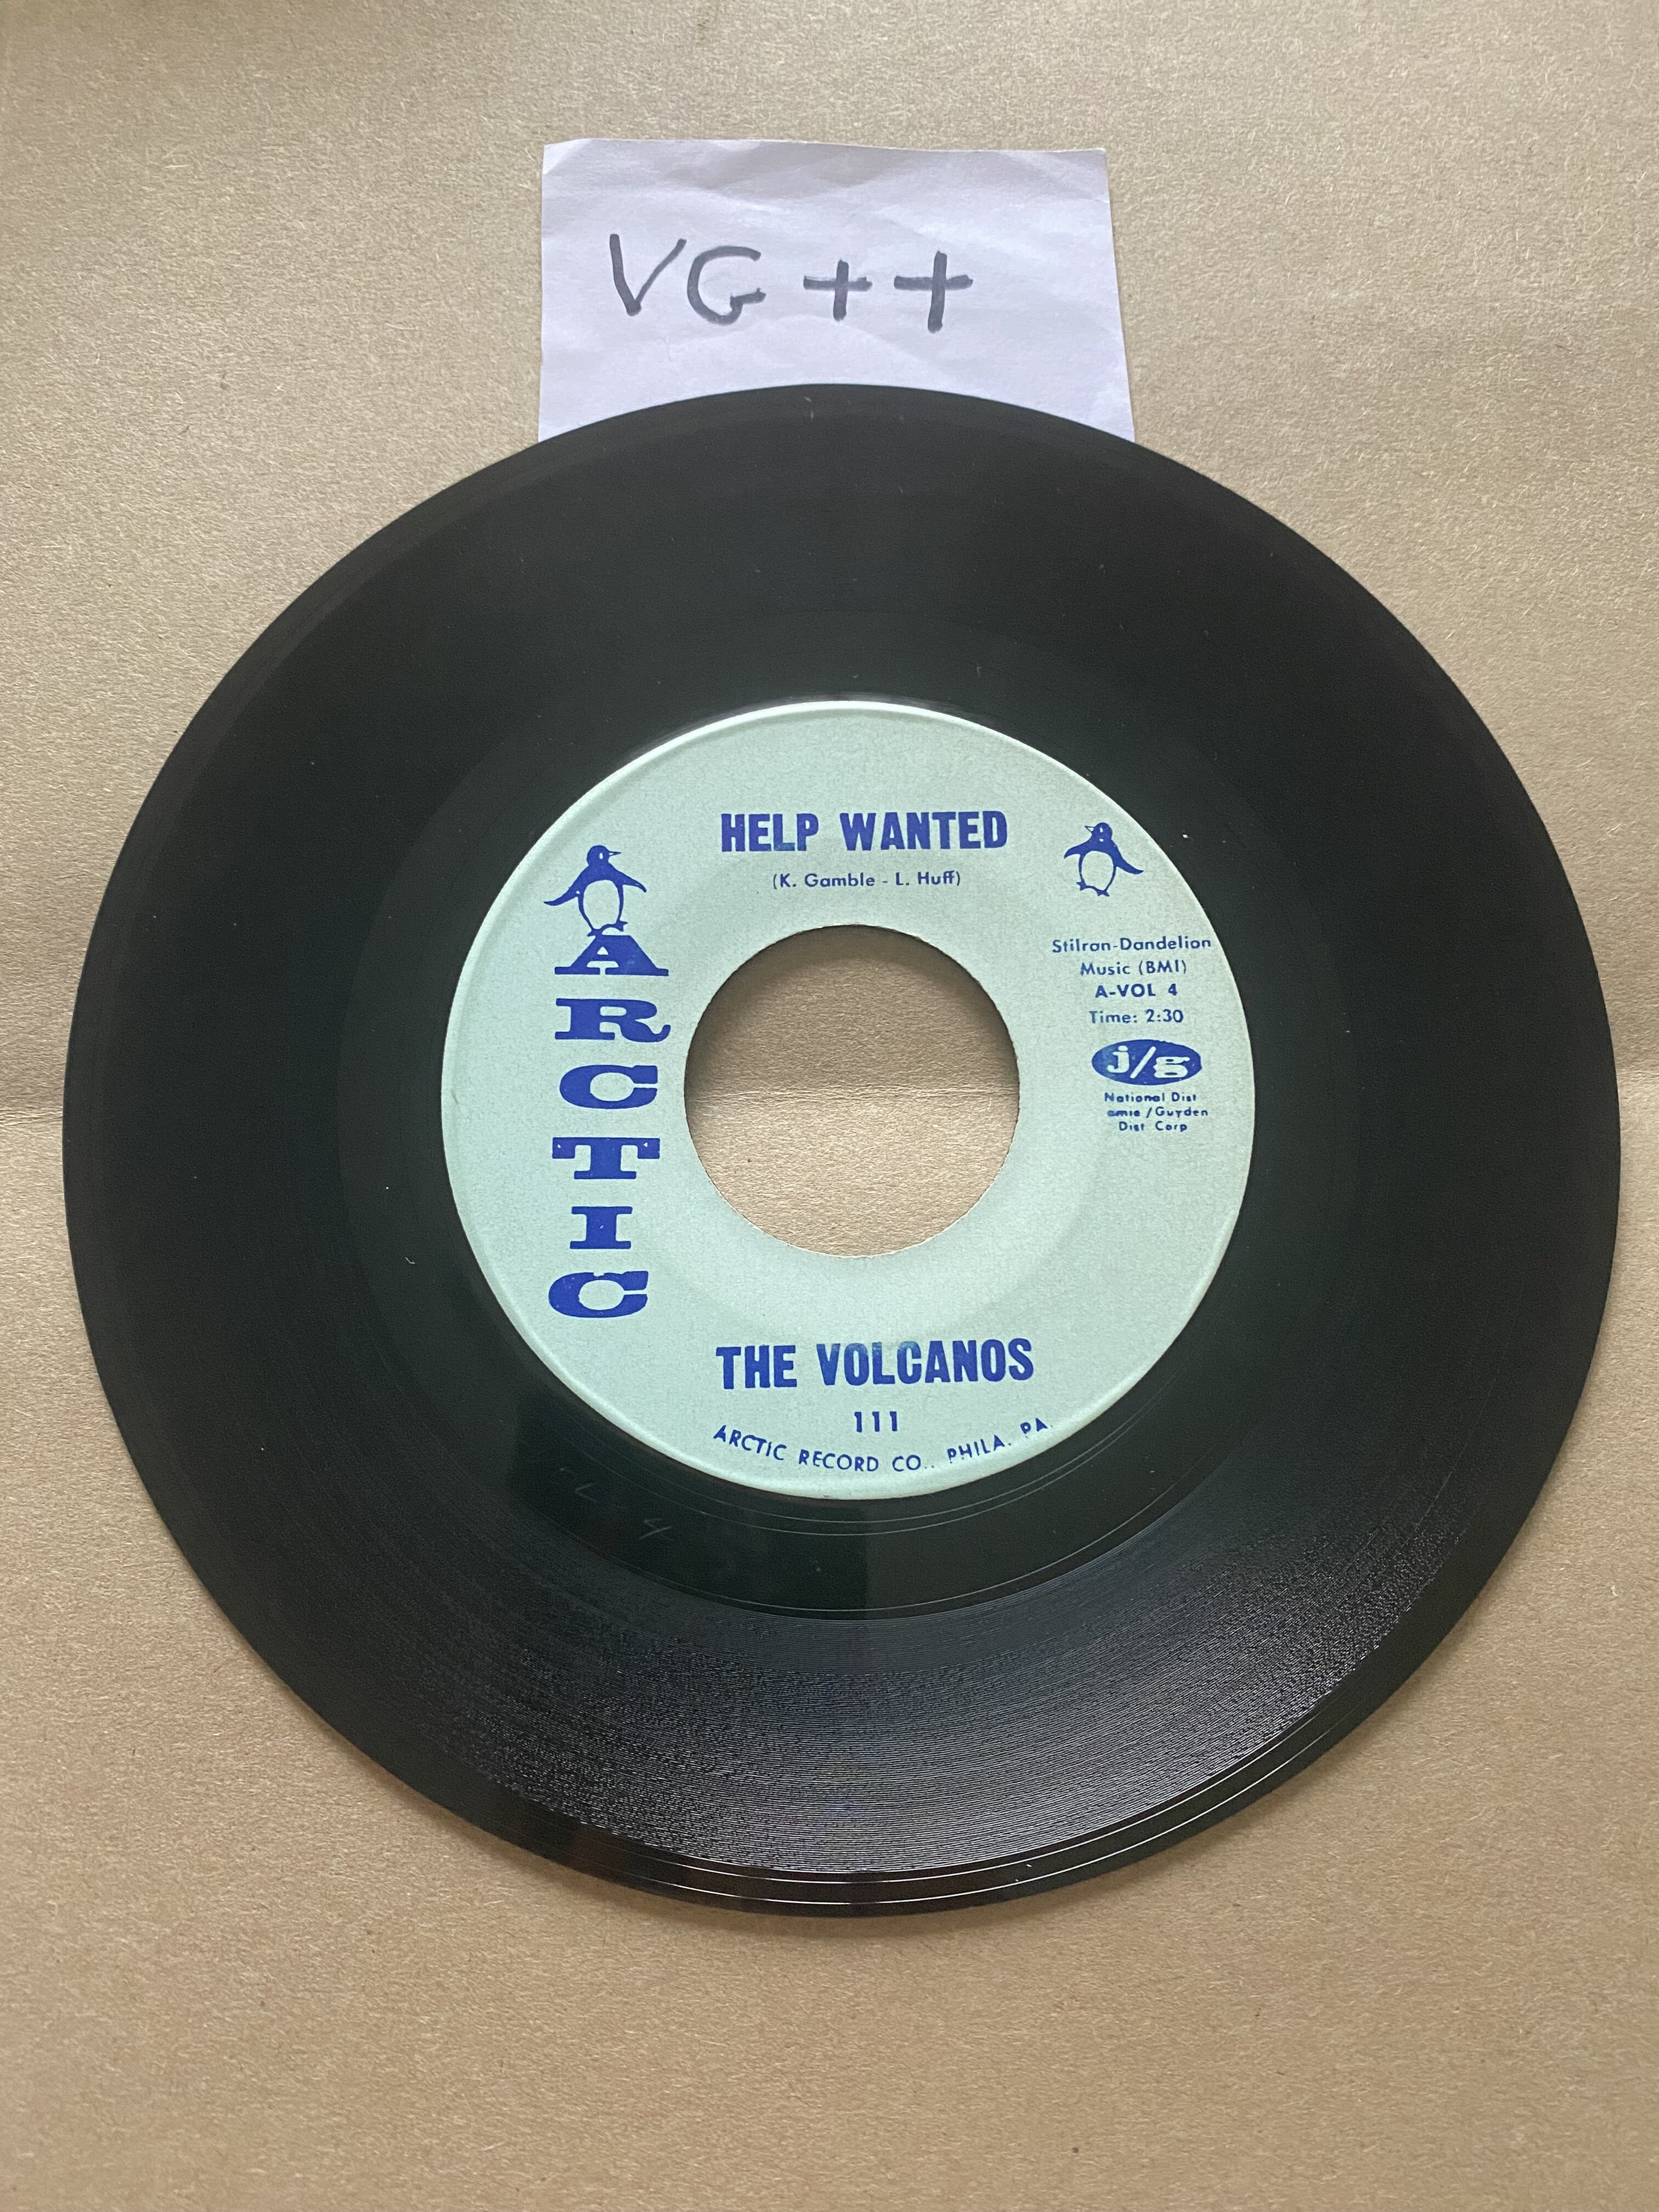 VG++
HELP WANTED
(K. Gamble - L. Huff)
ARCTIC
Stilran-Dandelion
Music (BMI)
A-VOL 4
Time: 2:30
j/g
National Dist
amie/Guyden
Dist Corp
THE VOLCANOS
111
ARCTIC RECORD CO.. PHILA. PA.